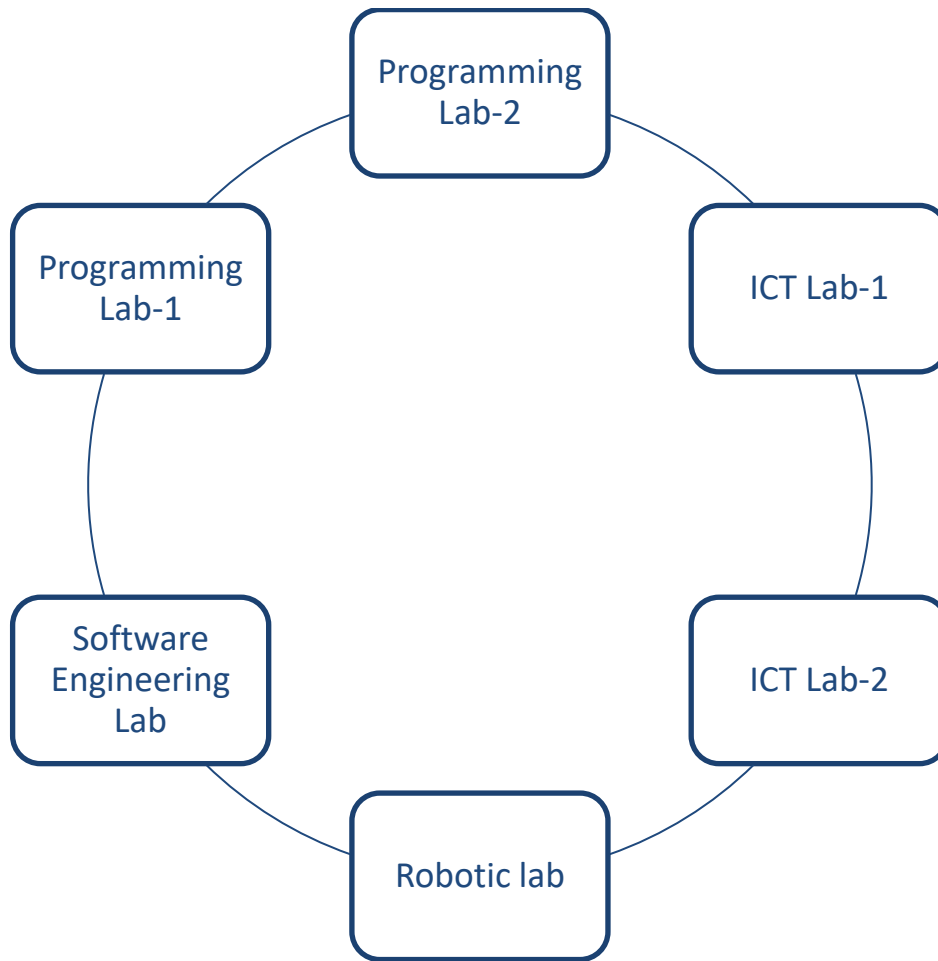 Programming
Lab-2
Programming
Lab-1
ICT Lab-1
Software
Engineering
Lab
ICT Lab-2
Robotic lab